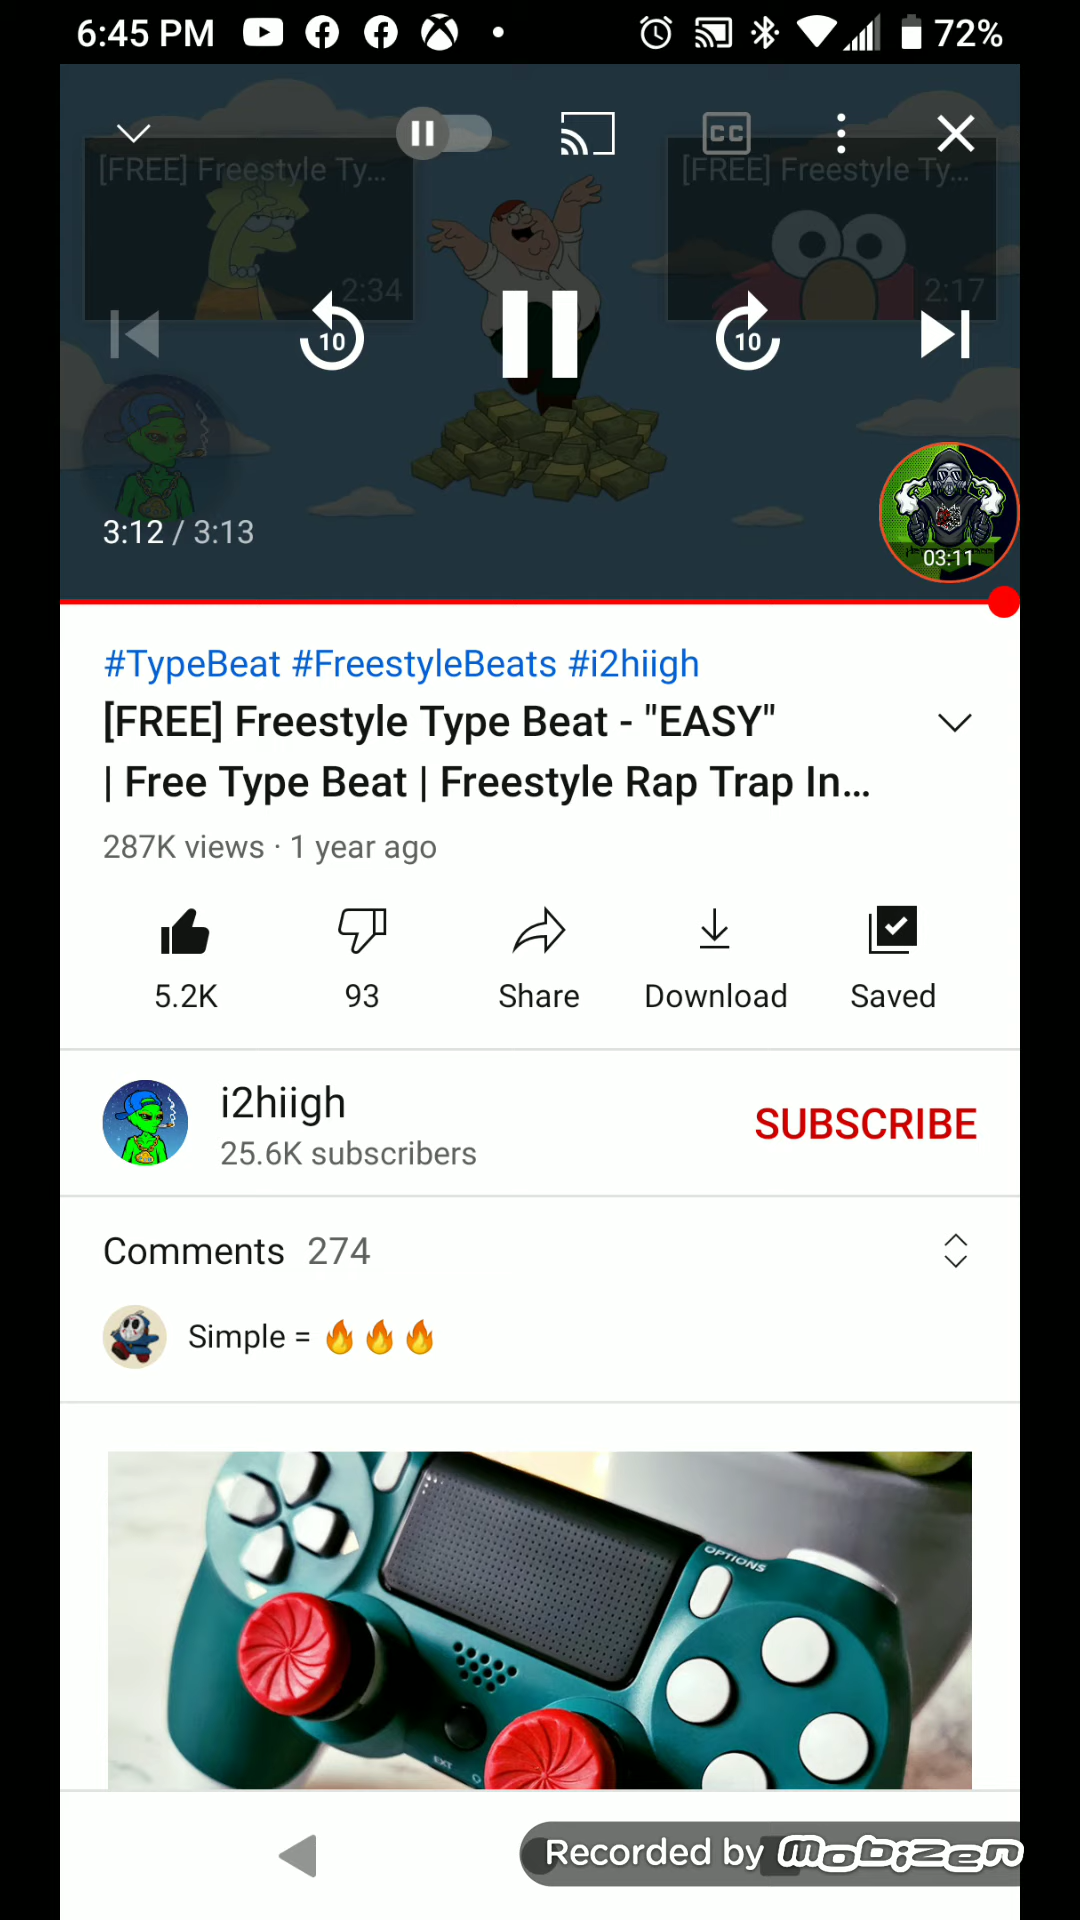 6:45 PM
72%
CC
[FREE] Freestyle Ty...
[FREE] Freestyle Ty...
2:34
2:17
10
10
3:12 / 3:13
03:11
#TypeBeat #FreestyleBeats #i2hiigh
[FREE] Freestyle Type Beat - "EASY"
| Free Type Beat | Freestyle Rap Trap In...
287K views · 1 year ago
5.2K
93
Share
Download
Saved
i2hiigh
25.6K subscribers
SUBSCRIBE
Comments 274
Simple = 🔥🔥🔥
OPTIONS
EXT
Recorded by mobizen